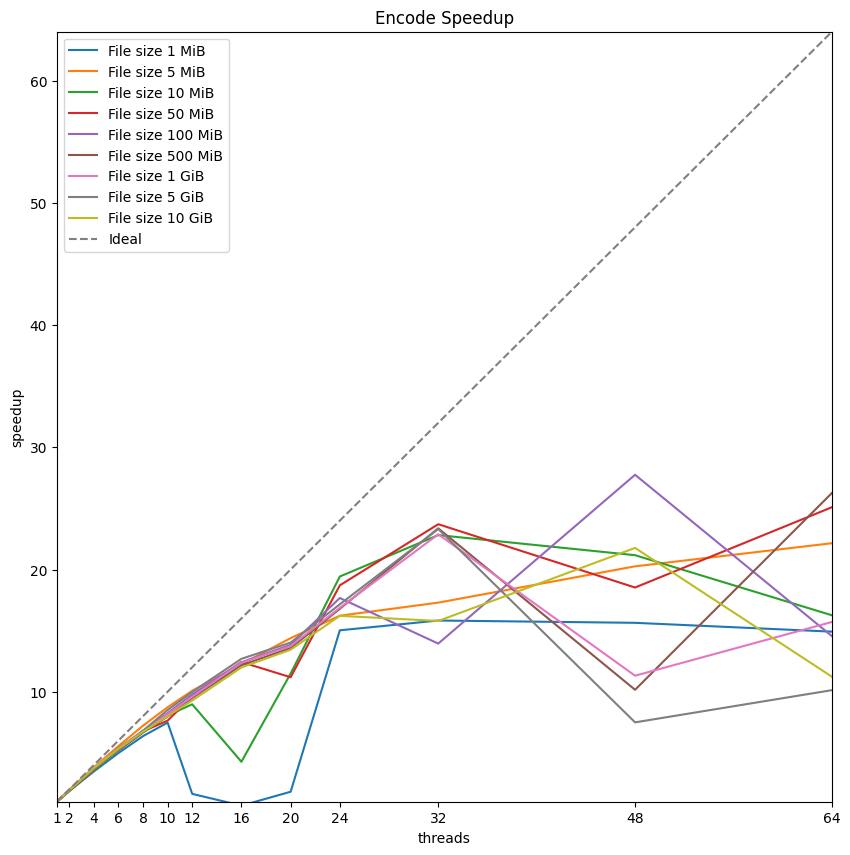 Encode Speedup
File size 1 MiB
File size 5 MiB
File size 10 MiB
File size 50 MiB
File size 100 MiB
File size 500 MiB
File size 1 GiB
File size 5 GiB
File size 10 GiB
Ideal
60
50
40
30
20
10
speedup
1 2 4 6 8 10 12 16 20 24 32 48 64
threads